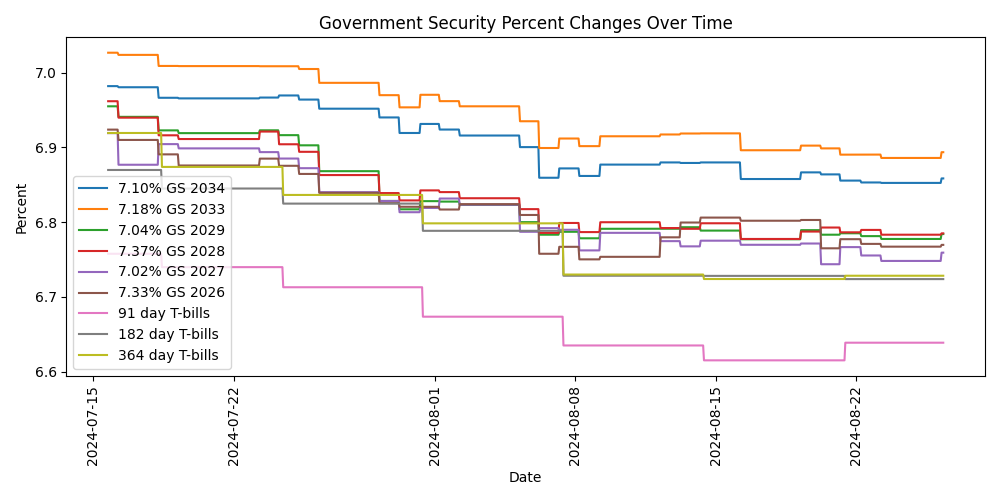 Government Security Percent Changes Over Time
Percent
7.0
6.9
6.8
6.7
6.6
7.10% GS 2034
7.18% GS 2033
7.04% GS 2029
7.37% GS 2028
7.02% GS 2027
7.33% GS 2026
91 day T-bills
182 day T-bills
364 day T-bills
2024-07-15
2024-07-22
2024-08-01
2024-08-08
2024-08-15
2024-08-22
Date